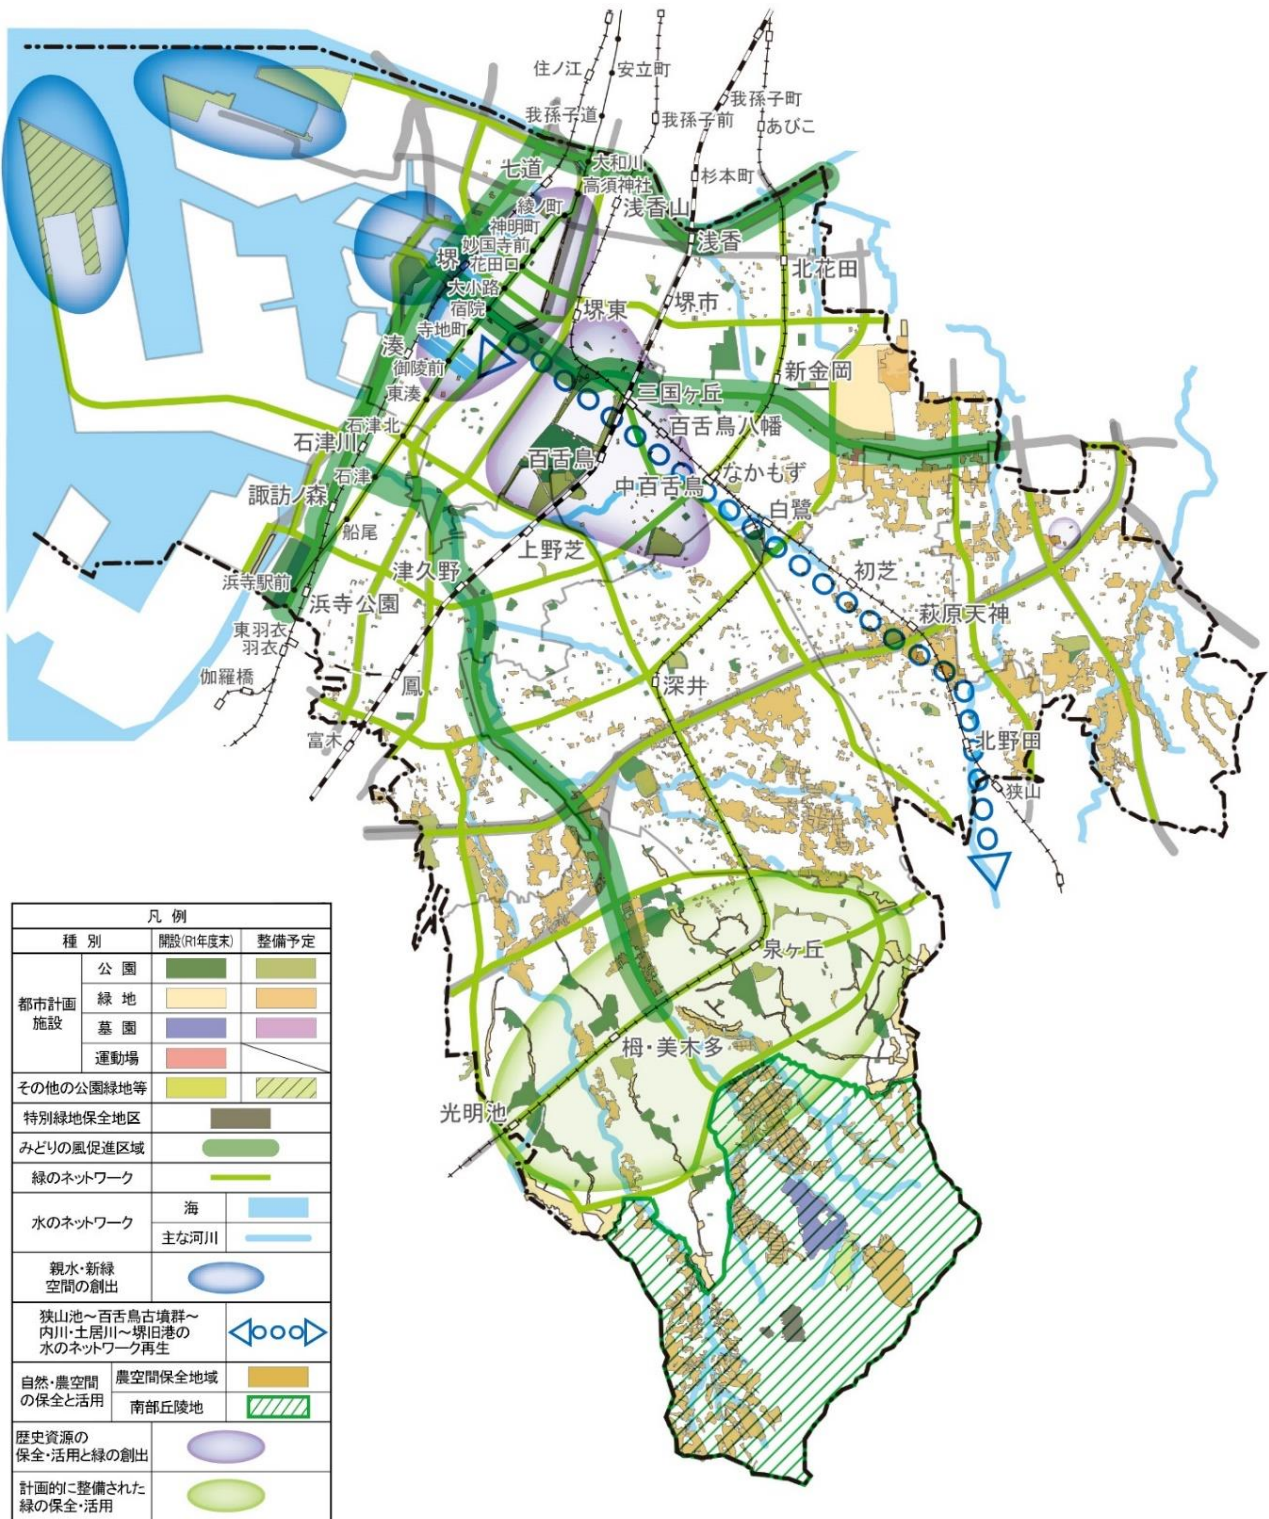 住ノ江
安立町
我孫子道
我孫子前
我孫子町
あびこ
七道
大和川
高須神社
杉本町
綾ノ町
浅香山
神明町
妙国寺前
浅香
堺
花田口
北花田
大小路
宿院
堺東
堺市
寺地町
湊
御陵前
新金岡
三国ヶ丘
東湊
百舌鳥八幡
石津北
石津川
百舌鳥
なかもず
石津
中百舌鳥
諏訪ノ森
白鷺
船尾
上野芝
津久野
初芝
浜寺駅前
浜寺公園
萩原天神
東羽衣
羽衣
伽羅橋
鳳
深井
富木
北野田
狭山
泉ヶ丘
栂・美木多
光明池
凡 例
種 別
開設(R1年度末)
整備予定
都市計画
施設
公 園
緑 地
墓 園
運動場
その他の公園緑地等
特別緑地保全地区
みどりの風促進区域
緑のネットワーク
水のネットワーク
海
主な河川
親水・新緑
空間の創出
狭山池～百舌鳥古墳群～
内川・土居川～堺旧港の
水のネットワーク再生
自然・農空間
の保全と活用
農空間保全地域
南部丘陵地
歴史資源の
保全・活用と緑の創出
計画的に整備された
緑の保全・活用